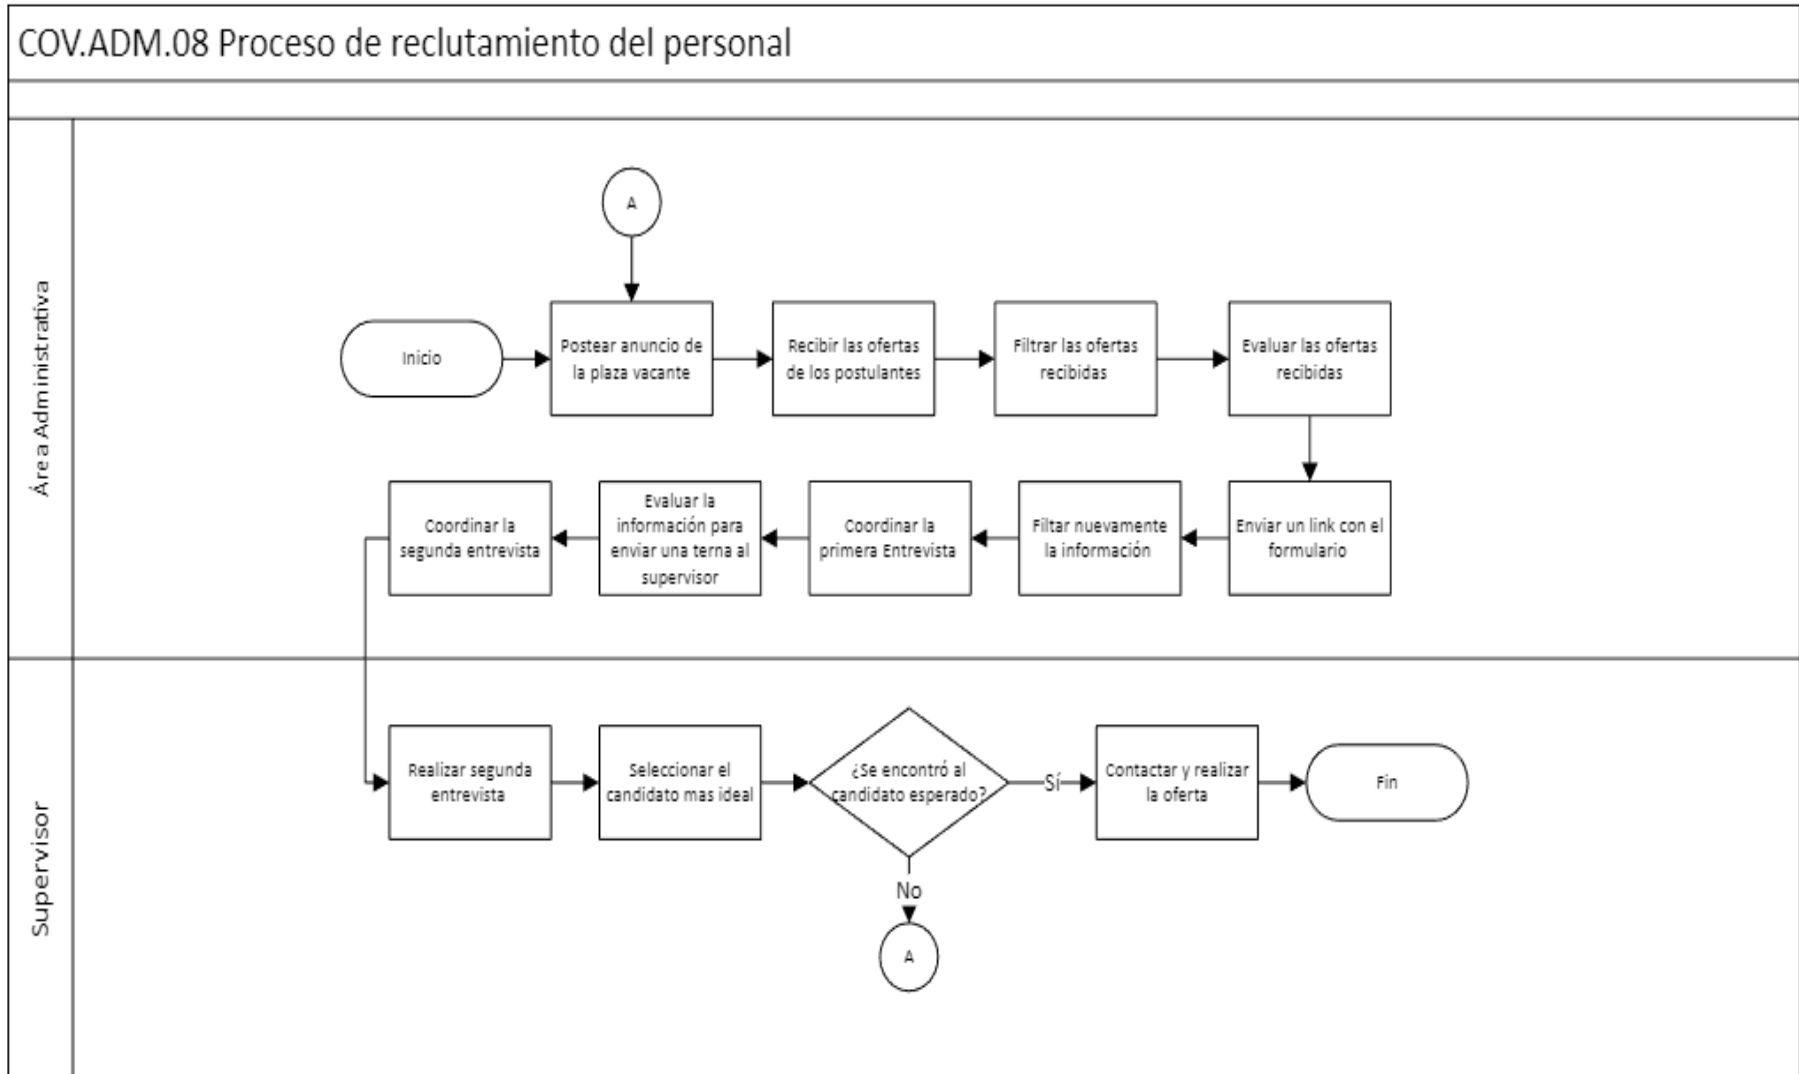 COV.ADM.08 Proceso de reclutamiento del personal
Área Administrativa
A
Inicio
Postear anuncio de
la plaza vacante
Recibir las ofertas
de los postulantes
Filtrar las ofertas
recibidas
Evaluar las ofertas
recibidas
Enviar un link con el
formulario
Filtar nuevamente
la información
Coordinar la
primera Entrevista
Evaluar la
información para
enviar una terna al
supervisor
Coordinar la
segunda entrevista
Supervisor
Realizar segunda
entrevista
Seleccionar el
candidato mas ideal
¿Se encontró al
candidato esperado?
Sí
Contactar y realizar
la oferta
Fin
No
A